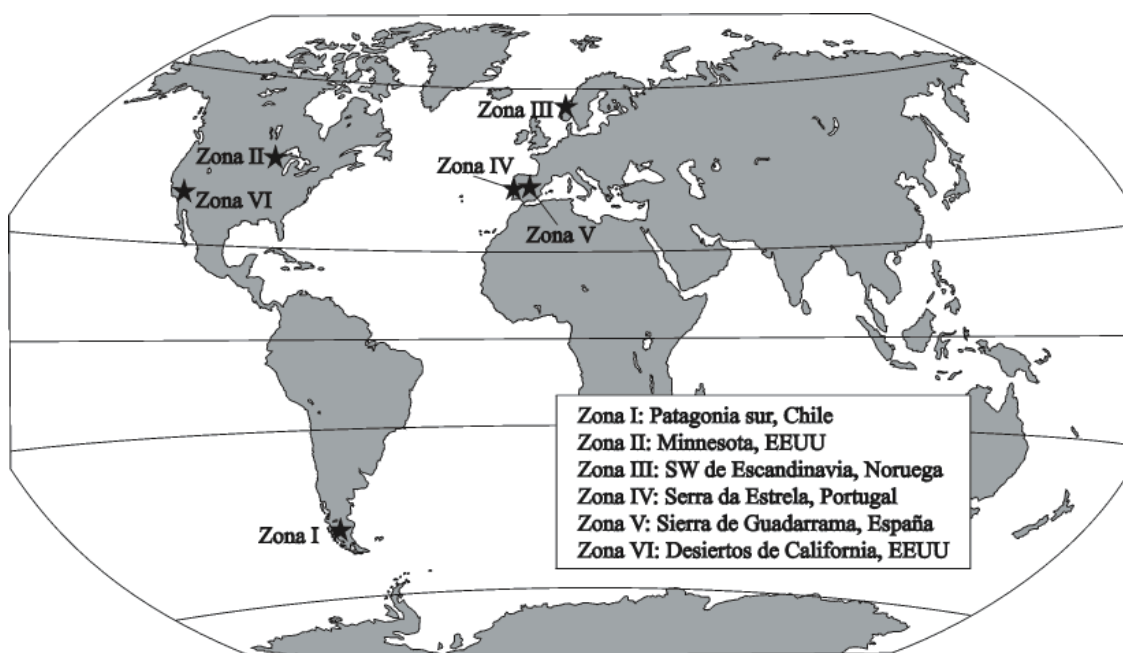 Zona III
Zona II
Zona IV
Zona VI
Zona V
Zona I: Patagonia sur, Chile
Zona II: Minnesota, EEUU
Zona III: SW de Escandinavia, Noruega
Zona IV: Serra da Estrela, Portugal
Zona V: Sierra de Guadarrama, España
Zona VI: Desiertos de California, EEUU
Zona I